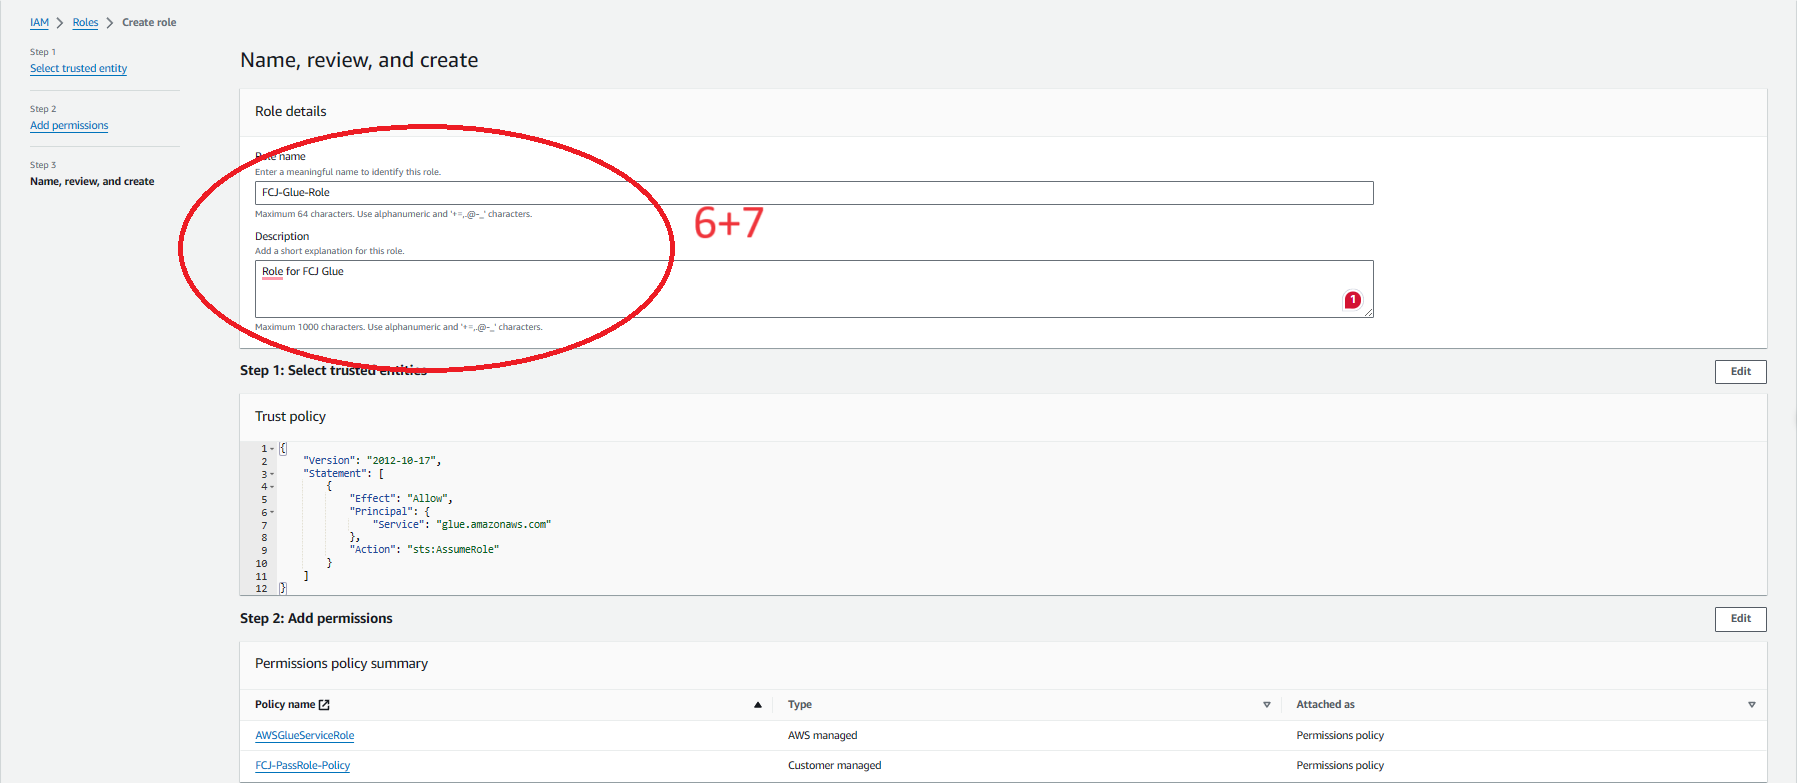 IAM > Roles > Create role
Step 1
Select trusted entity
Step 2
Add permissions
Step 3
Name, review, and create
Name, review, and create
Role details
Role name
Enter a meaningful name to identify this role.
FCJ-Glue-Role
Maximum 64 characters. Use alphanumeric and '+=,.@-_' characters.
6+7
Description
Add a short explanation for this role.
Role for FCJ Glue
1
Maximum 1000 characters. Use alphanumeric and '+=,.@-_' characters.
Step 1: Select trusted entities
Edit
Trust policy
1 {
2 "Version": "2012-10-17",
3 "Statement": [
4 {
5 "Effect": "Allow",
6 "Principal": {
7 "Service": "glue.amazonaws.com"
8 },
9 "Action": "sts:AssumeRole"
10 }
11 ]
12 }
Step 2: Add permissions
Edit
Permissions policy summary
Policy name Type Attached as
AWSGlueServiceRole AWS managed Permissions policy
FCJ-PassRole-Policy Customer managed Permissions policy